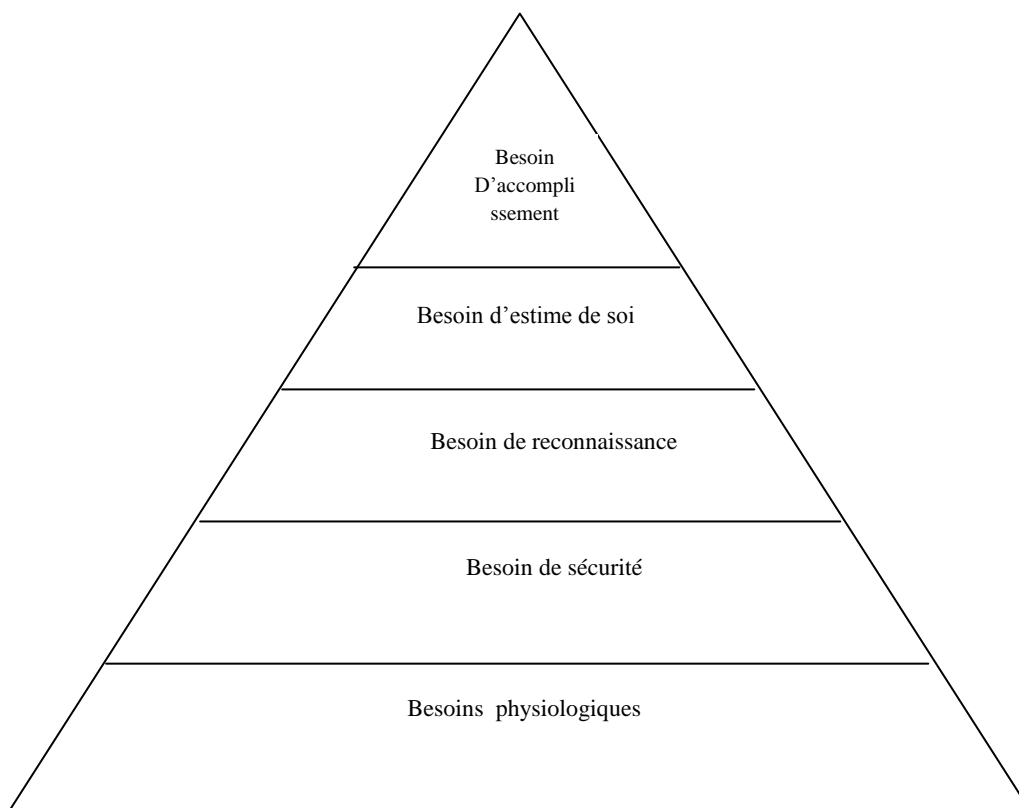 Besoin
D’accompli
ssement
Besoin d’estime de soi
Besoin de reconnaissance
Besoin de sécurité
Besoins physiologiques